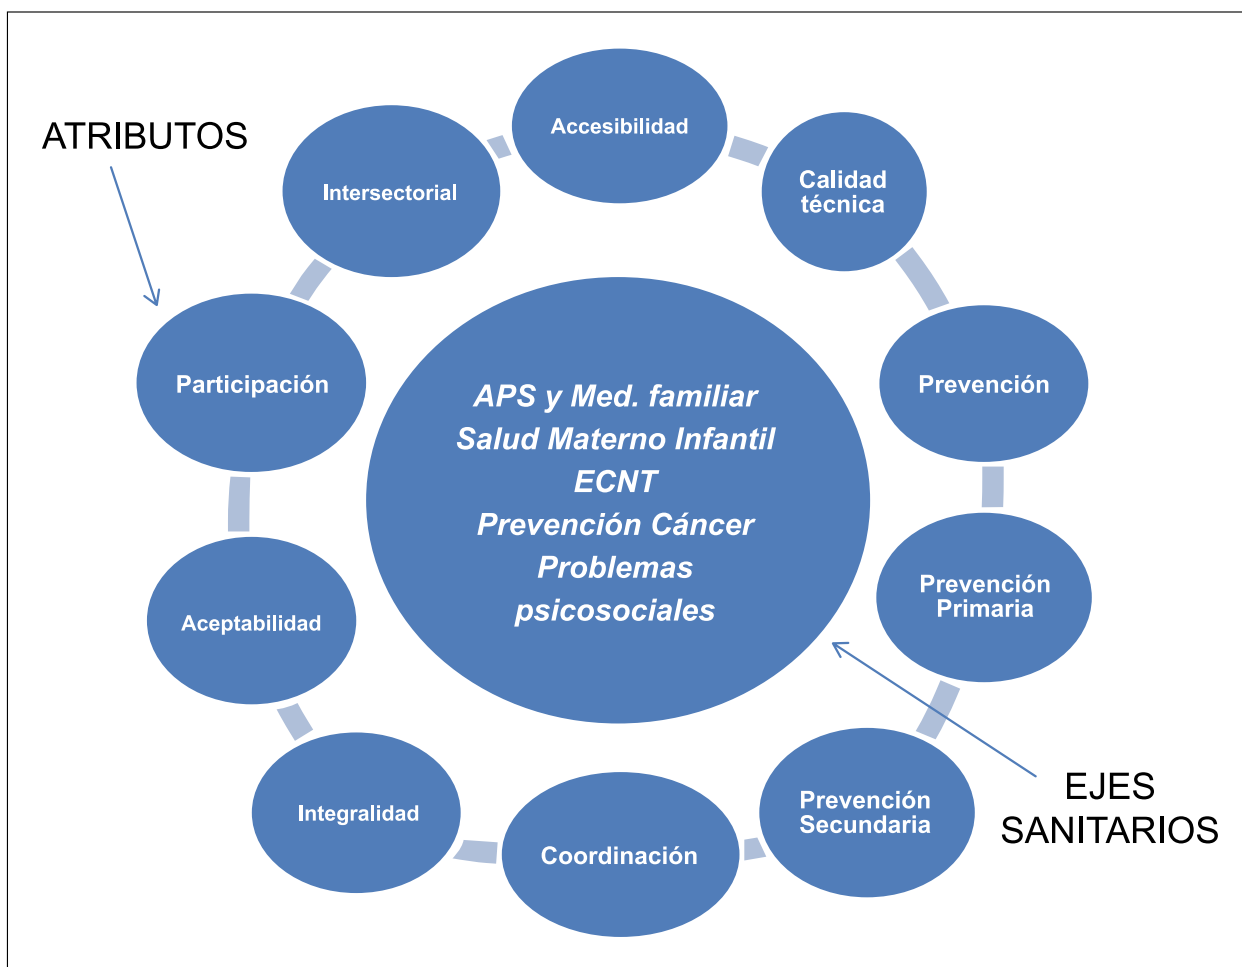 ATRIBUTOS
Accesibilidad
Calidad
técnica
Prevención
Prevención
Primaria
Prevención
Secundaria
Coordinación
Integralidad
Aceptabilidad
Participación
Intersectorial
APS y Med. familiar
Salud Materno Infantil
ECNT
Prevención Cáncer
Problemas
psicosociales
EJES
SANITARIOS